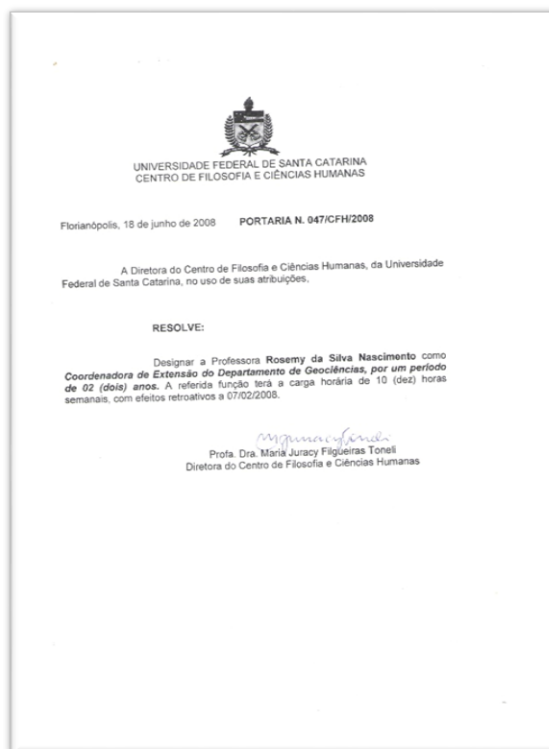 UNIVERSIDADE FEDERAL DE SANTA CATARINA
CENTRO DE FILOSOFIA E CIÊNCIAS HUMANAS
Florianópolis, 18 de junho de 2008 PORTARIA N. 047/CFH/2008
A Diretora do Centro de Filosofia e Ciências Humanas, da Universidade
Federal de Santa Catarina, no uso de suas atribuições.
RESOLVE:
Designar a Professora Rosemy da Silva Nascimento como
Coordenadora de Extensão do Departamento de Geociências, por um período
de 02 (dois) anos. A referida função terá a carga horária de 10 (dez) horas
semanais, com efeitos retroativos a 07/02/2008.
Profa. Dra. Maria Juracy Filgueiras Toneli
Diretora do Centro de Filosofia e Ciências Humanas